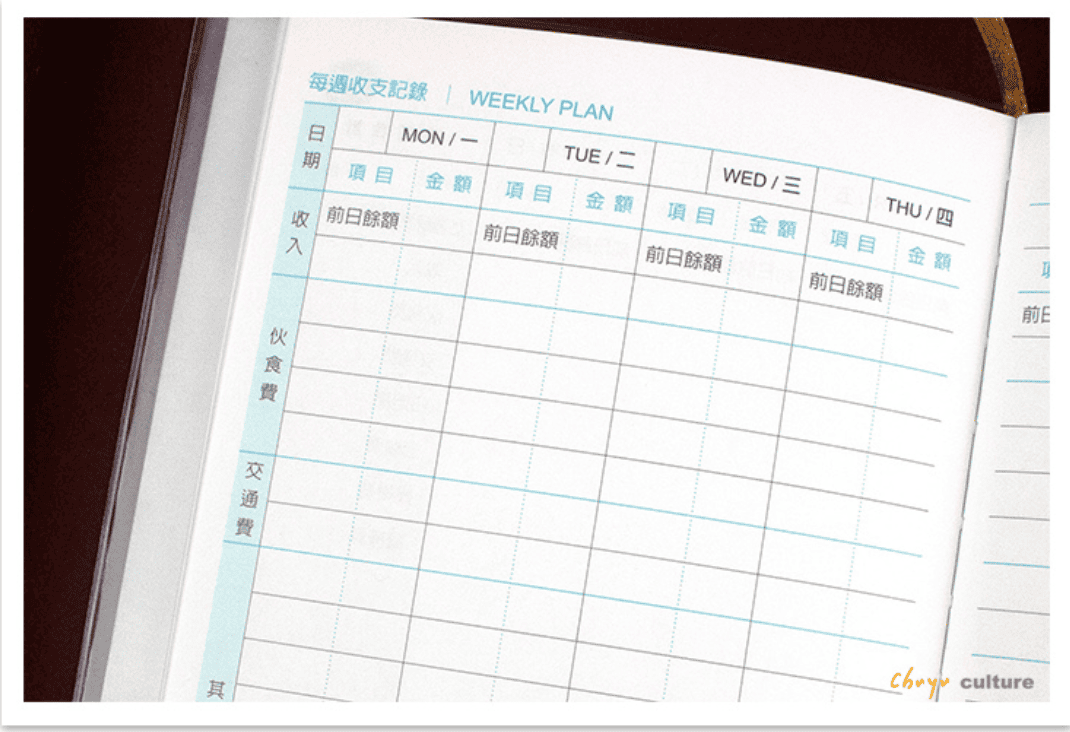 每週收支記錄 | WEEKLY PLAN
日期 MON / 一 TUE / 二 WED / 三 THU / 四
項目 金額 項目 金額 項目 金額 項目 金額
收入 前日餘額 前日餘額 前日餘額 前日餘額 前日
伙食費
交通費
其
Chuyu culture